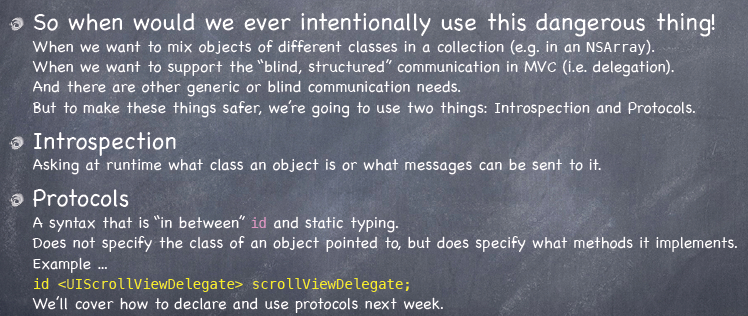 So when would we ever intentionally use this dangerous thing!
When we want to mix objects of different classes in a collection (e.g. in an NSArray).
When we want to support the “blind, structured” communication in MVC (i.e. delegation).
And there are other generic or blind communication needs.
But to make these things safer, we’re going to use two things: Introspection and Protocols.
Introspection
Asking at runtime what class an object is or what messages can be sent to it.
Protocols
A syntax that is “in between” id and static typing.
Does not specify the class of an object pointed to, but does specify what methods it implements.
Example ...
id <UIScrollViewDelegate> scrollViewDelegate;
We’ll cover how to declare and use protocols next week.